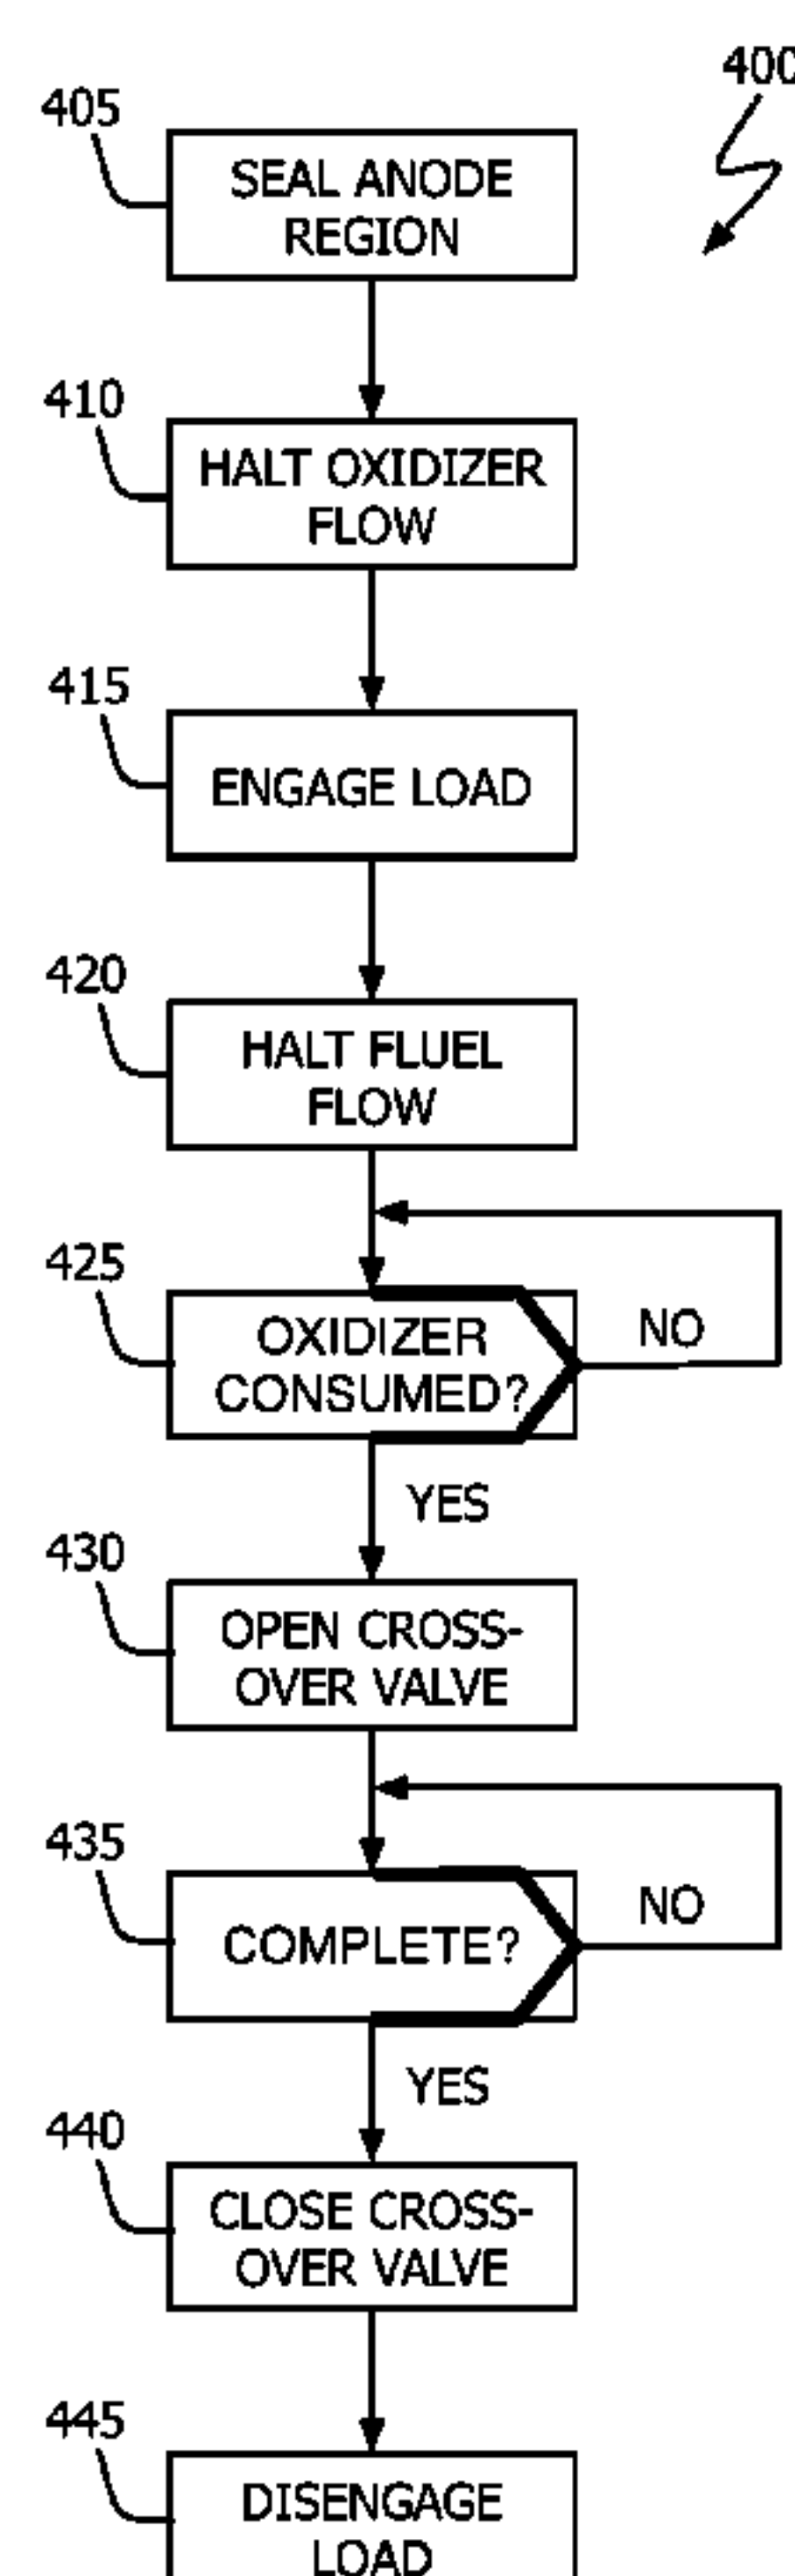 400
405
SEAL ANODE
REGION
410
HALT OXIDIZER
FLOW
415
ENGAGE LOAD
420
HALT FLUEL
FLOW
425
OXIDIZER
CONSUMED?
NO
YES
430
OPEN CROSS-
OVER VALVE
435
COMPLETE?
NO
YES
440
CLOSE CROSS-
OVER VALVE
445
DISENGAGE
LOAD